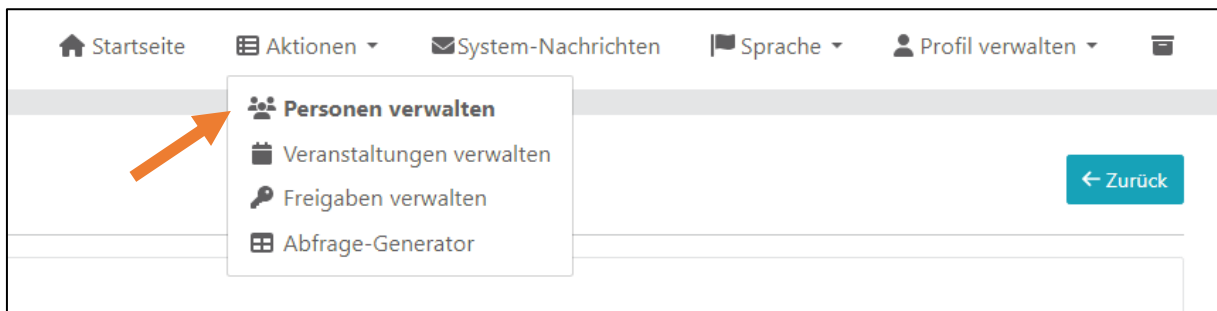 Startseite Aktionen System-Nachrichten Sprache Profil verwalten
Personen verwalten
Veranstaltungen verwalten
Zurück
Freigaben verwalten
Abfrage-Generator